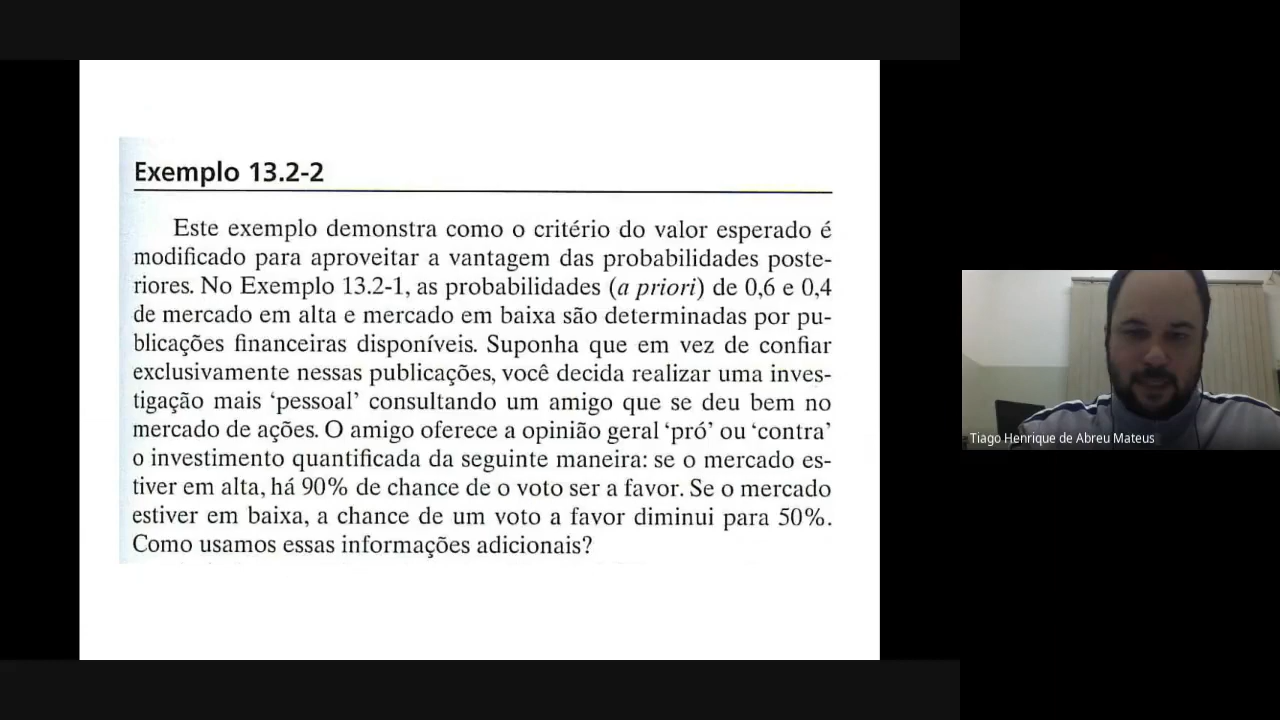 Exemplo 13.2-2
Este exemplo demonstra como o critério do valor esperado é
modificado para aproveitar a vantagem das probabilidades poste-
riores. No Exemplo 13.2-1, as probabilidades (a priori) de 0,6 e 0,4
de mercado em alta e mercado em baixa são determinadas por pu-
blicações financeiras disponíveis. Suponha que em vez de confiar
exclusivamente nessas publicações, você decida realizar uma inves-
tigação mais ‘pessoal’ consultando um amigo que se deu bem no
mercado de ações. O amigo oferece a opinião geral ‘pró’ ou ‘contra’
o investimento quantificada da seguinte maneira: se o mercado es-
tiver em alta, há 90% de chance de o voto ser a favor. Se o mercado
estiver em baixa, a chance de um voto a favor diminui para 50%.
Como usamos essas informações adicionais?
Tiago Henrique de Abreu Mateus